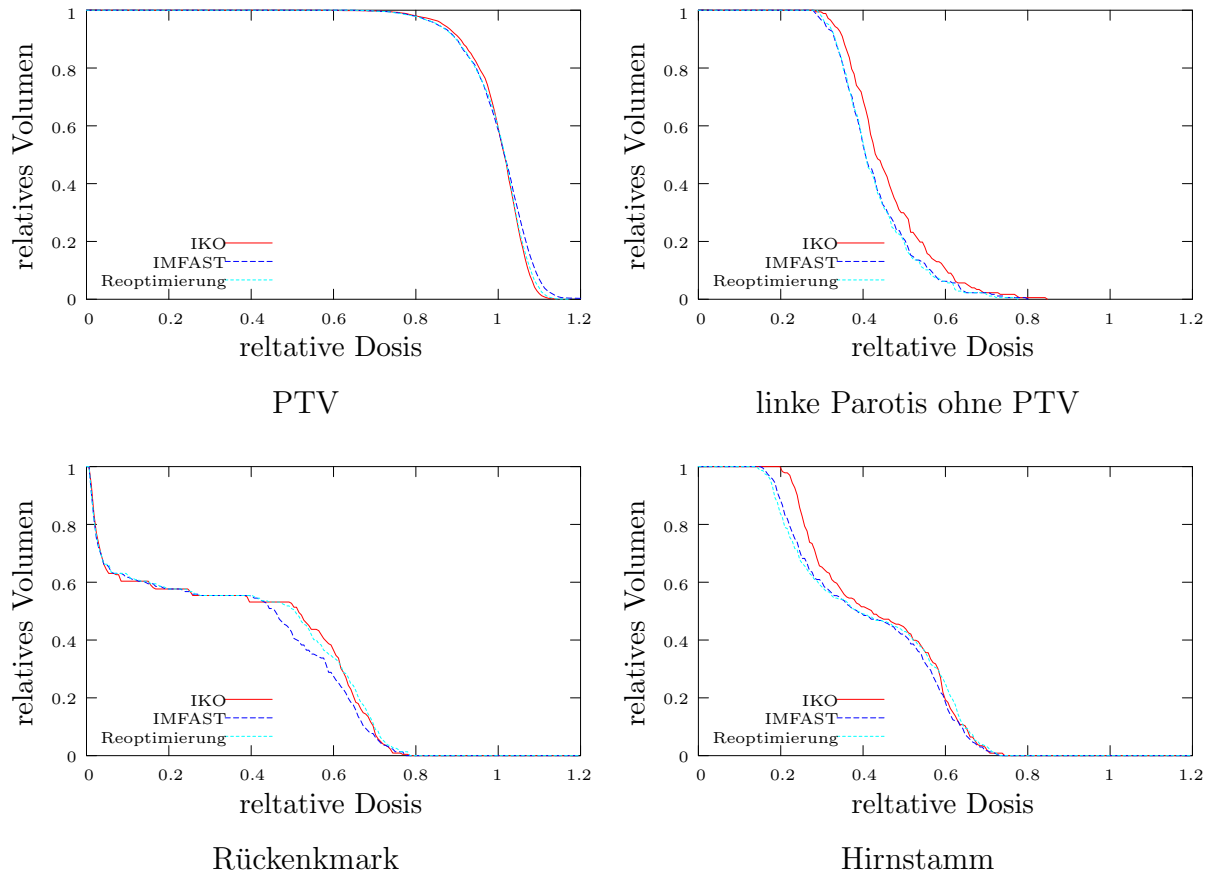 relatives Volumen
1
0.8
0.6
0.4
0.2
0
IKO
IMFAST
Reoptimierung
0 0.2 0.4 0.6 0.8 1 1.2
reltative Dosis
PTV
relatives Volumen
1
0.8
0.6
0.4
0.2
0
IKO
IMFAST
Reoptimierung
0 0.2 0.4 0.6 0.8 1 1.2
reltative Dosis
linke Parotis ohne PTV
relatives Volumen
1
0.8
0.6
0.4
0.2
0
IKO
IMFAST
Reoptimierung
0 0.2 0.4 0.6 0.8 1 1.2
reltative Dosis
Rückenkmark
relatives Volumen
1
0.8
0.6
0.4
0.2
0
IKO
IMFAST
Reoptimierung
0 0.2 0.4 0.6 0.8 1 1.2
reltative Dosis
Hirnstamm